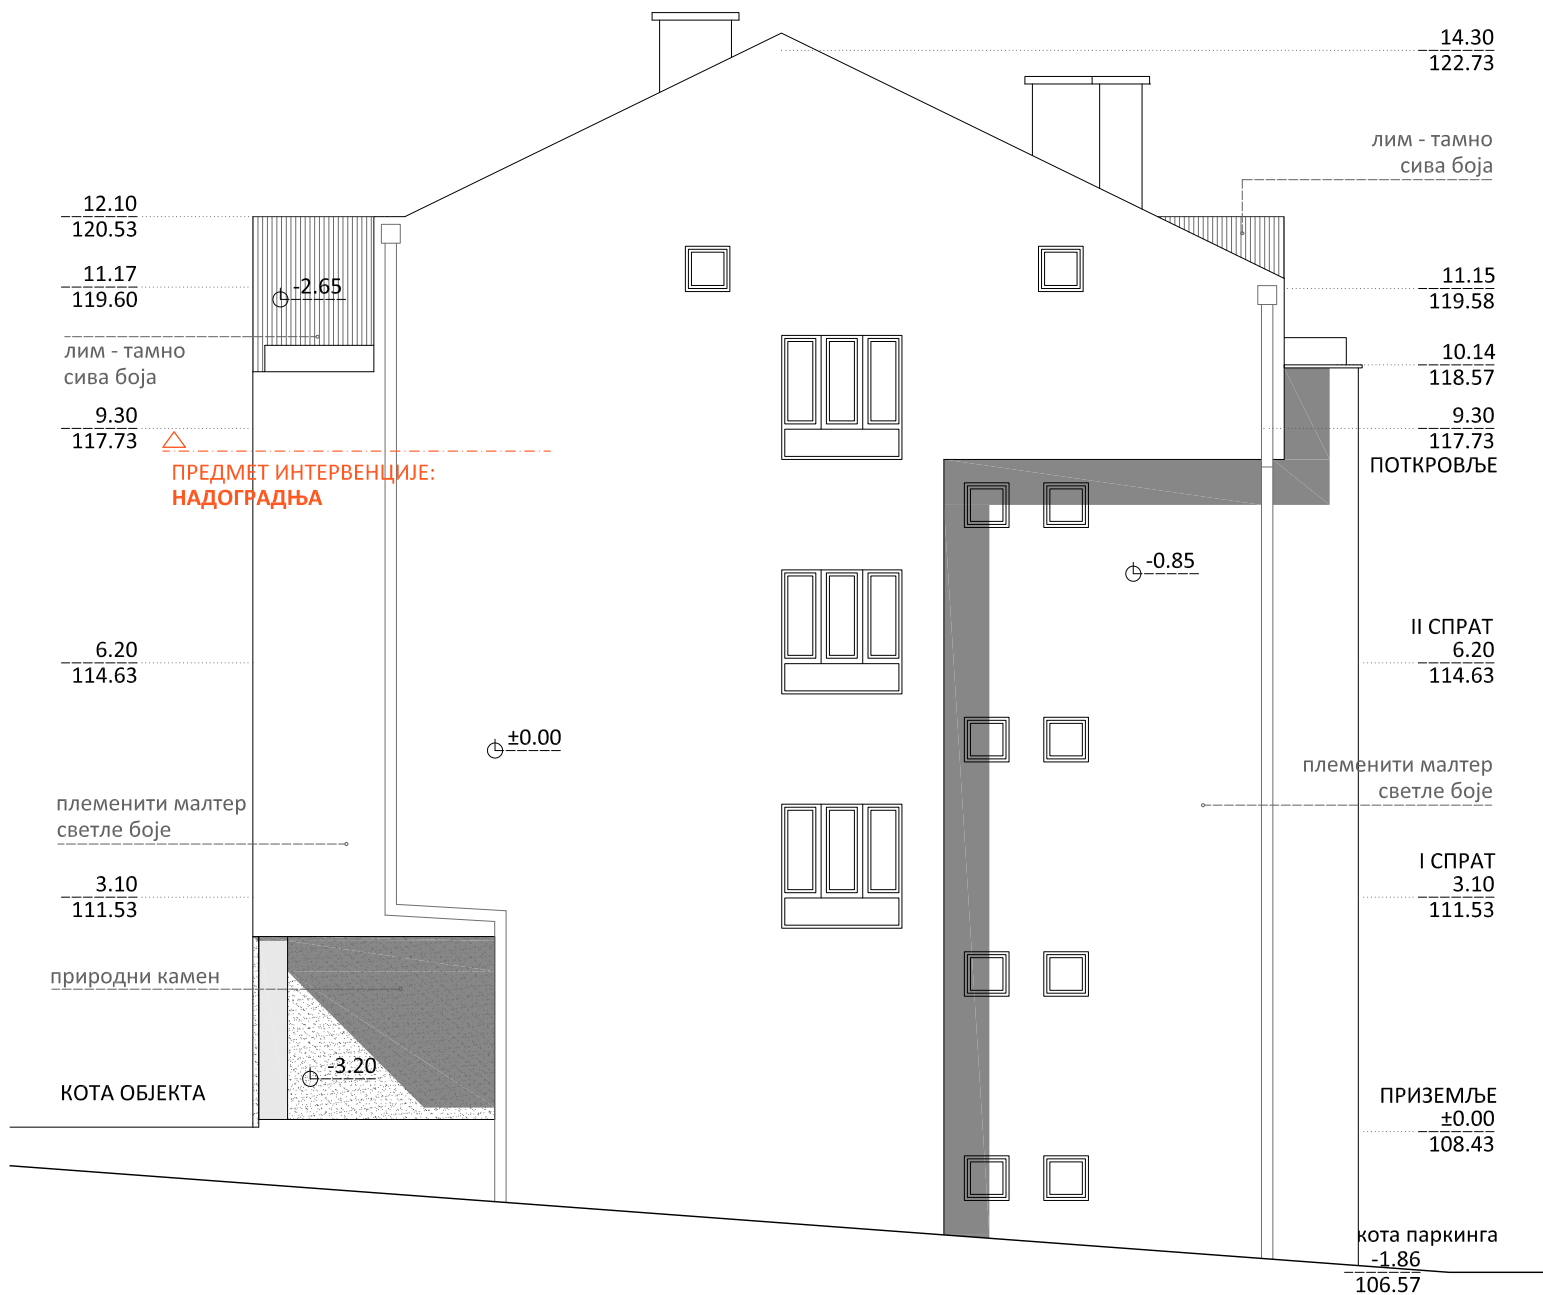 14.30
122.73
лим - тамно
сива боја
12.10
120.53
11.17
119.60
-2.65
лим - тамно
сива боја
9.30
117.73
ПРЕДМЕТ ИНТЕРВЕНЦИЈЕ:
НАДОГРАДЊА
11.15
119.58
10.14
118.57
9.30
117.73
ПОТКРОВЉЕ
-0.85
6.20
114.63
II СПРАТ
6.20
114.63
±0.00
племенити малтер
светле боје
племенити малтер
светле боје
3.10
111.53
I СПРАТ
3.10
111.53
природни камен
-3.20
КОТА ОБЈЕКТА
ПРИЗЕМЉЕ
±0.00
108.43
кота паркинга
-1.86
106.57